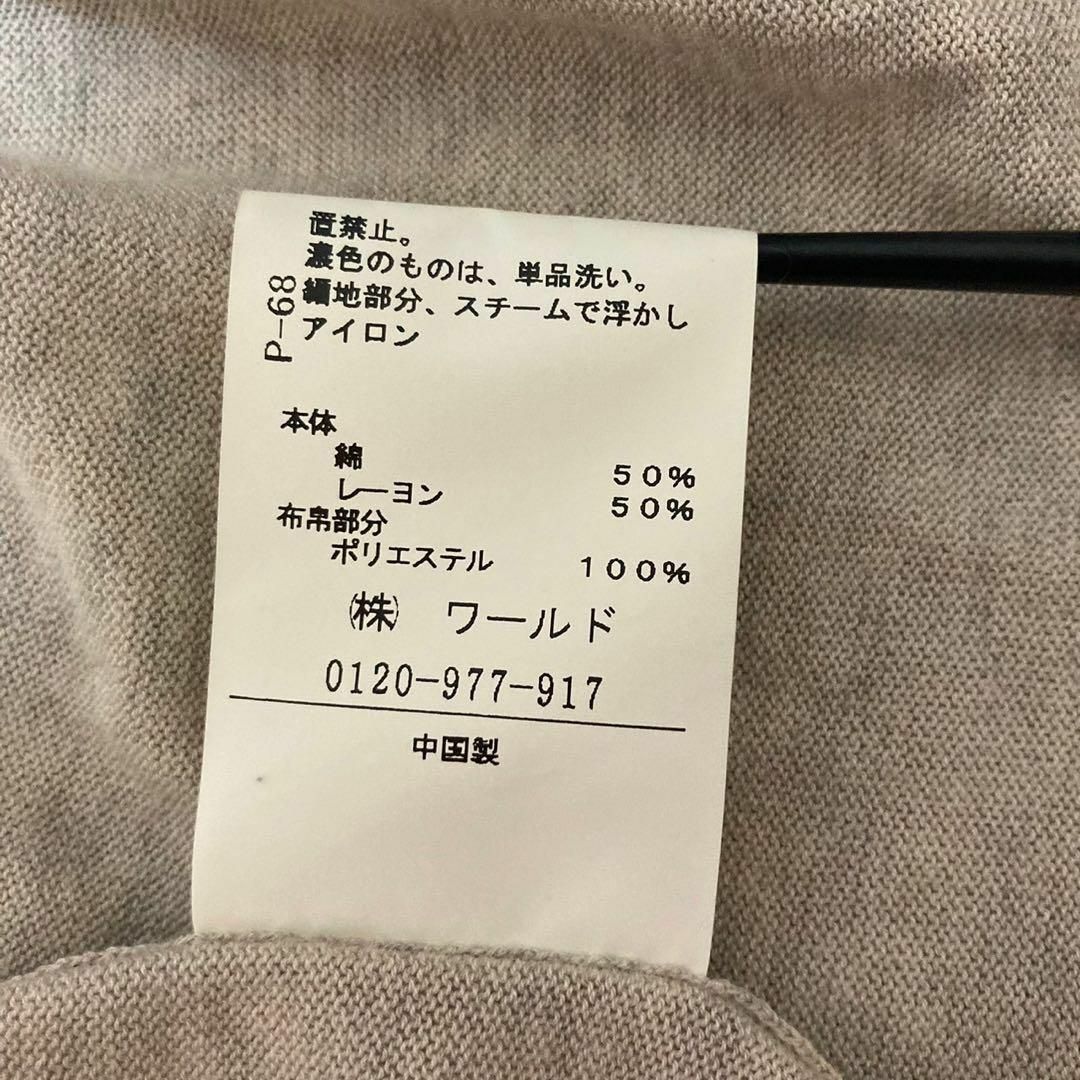 置禁止。
濃色のものは、単品洗い。
編地部分、スチームで浮かし
アイロン
P-68
本体
綿 50%
レーヨン 50%
布帛部分
ポリエステル 100%
㈱ ワールド
0120-977-917
中国製